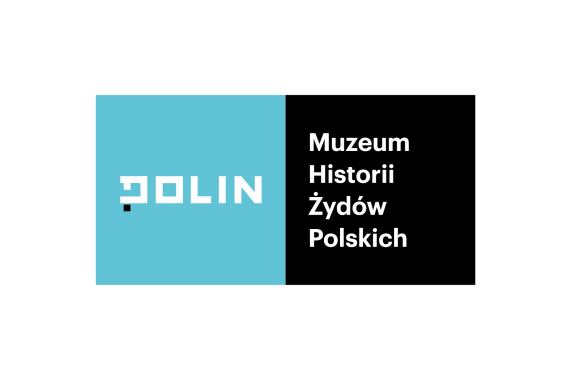 POLIN
Muzeum
Historii
Żydów
Polskich